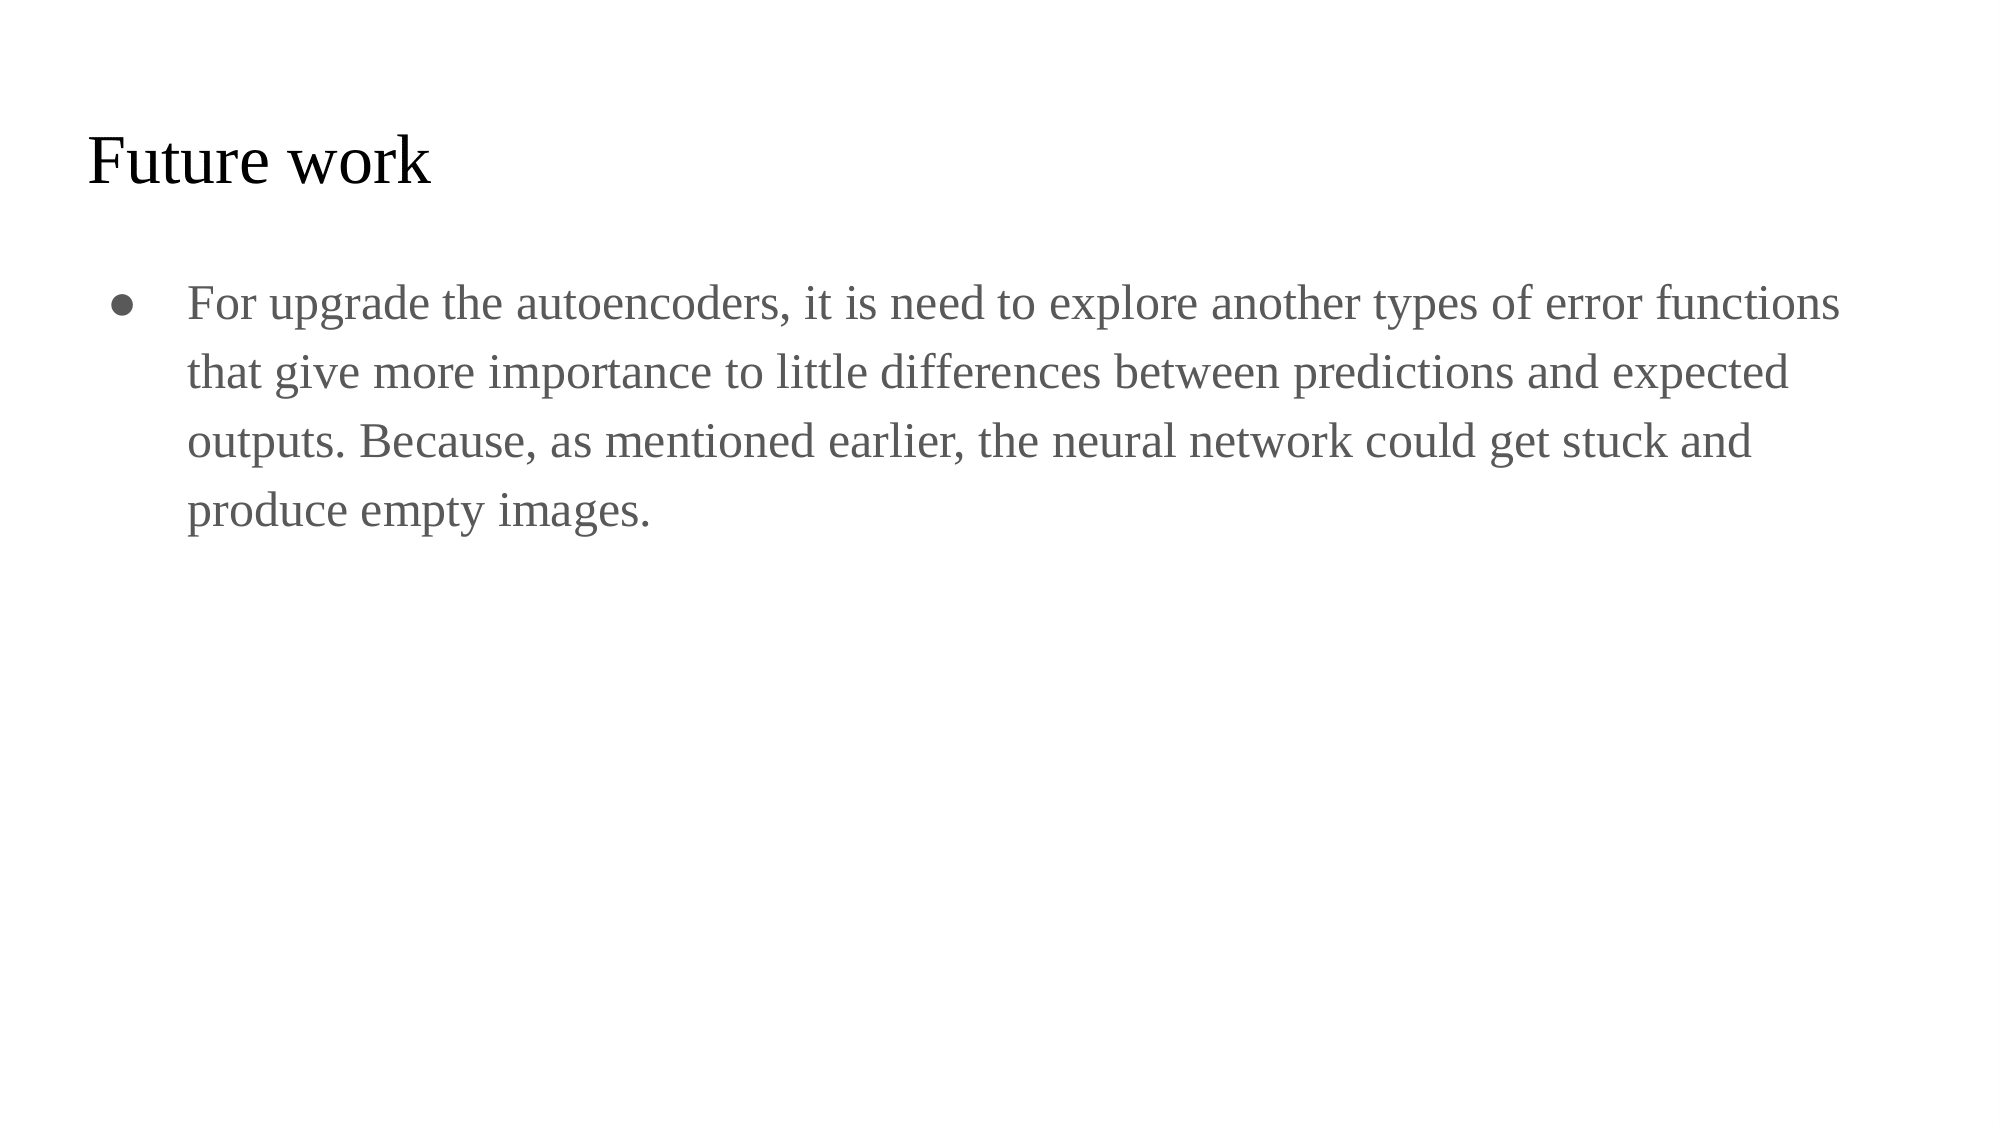 Future work
● For upgrade the autoencoders, it is need to explore another types of error functions
that give more importance to little differences between predictions and expected
outputs. Because, as mentioned earlier, the neural network could get stuck and
produce empty images.